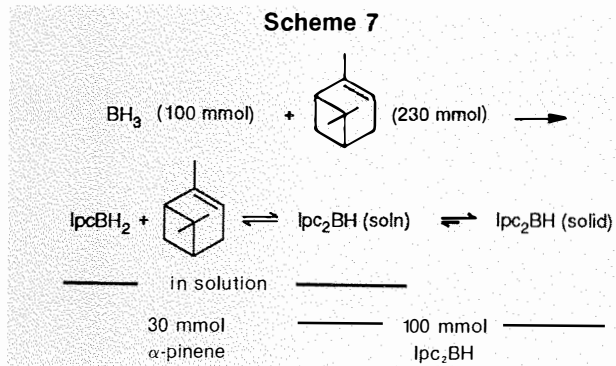 Scheme 7
BH₃ (100 mmol) + (230 mmol)
IpcBH₂ + Ipc₂BH (soln) Ipc₂BH (solid)
in solution
30 mmol 100 mmol
α-pinene Ipc₂BH